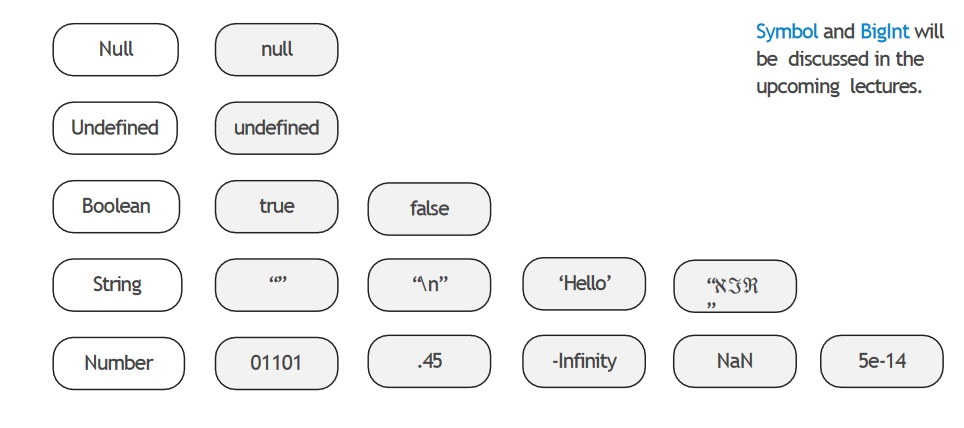 Symbol and BigInt will
be discussed in the
upcoming lectures.
Null null
Undefined undefined
Boolean true false
String “” “\n” ‘Hello’ “ℵℑℜ
”
Number 01101 .45 -Infinity NaN 5e-14